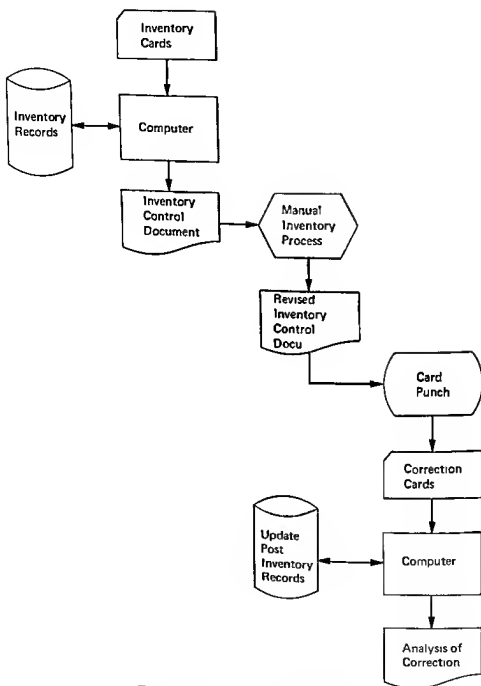 Inventory
Cards
Inventory
Records
Computer
Inventory
Control
Document
Manual
Inventory
Process
Revised
Inventory
Control
Docu
Card
Punch
Correction
Cards
Update
Post
Inventory
Records
Computer
Analysis of
Correction